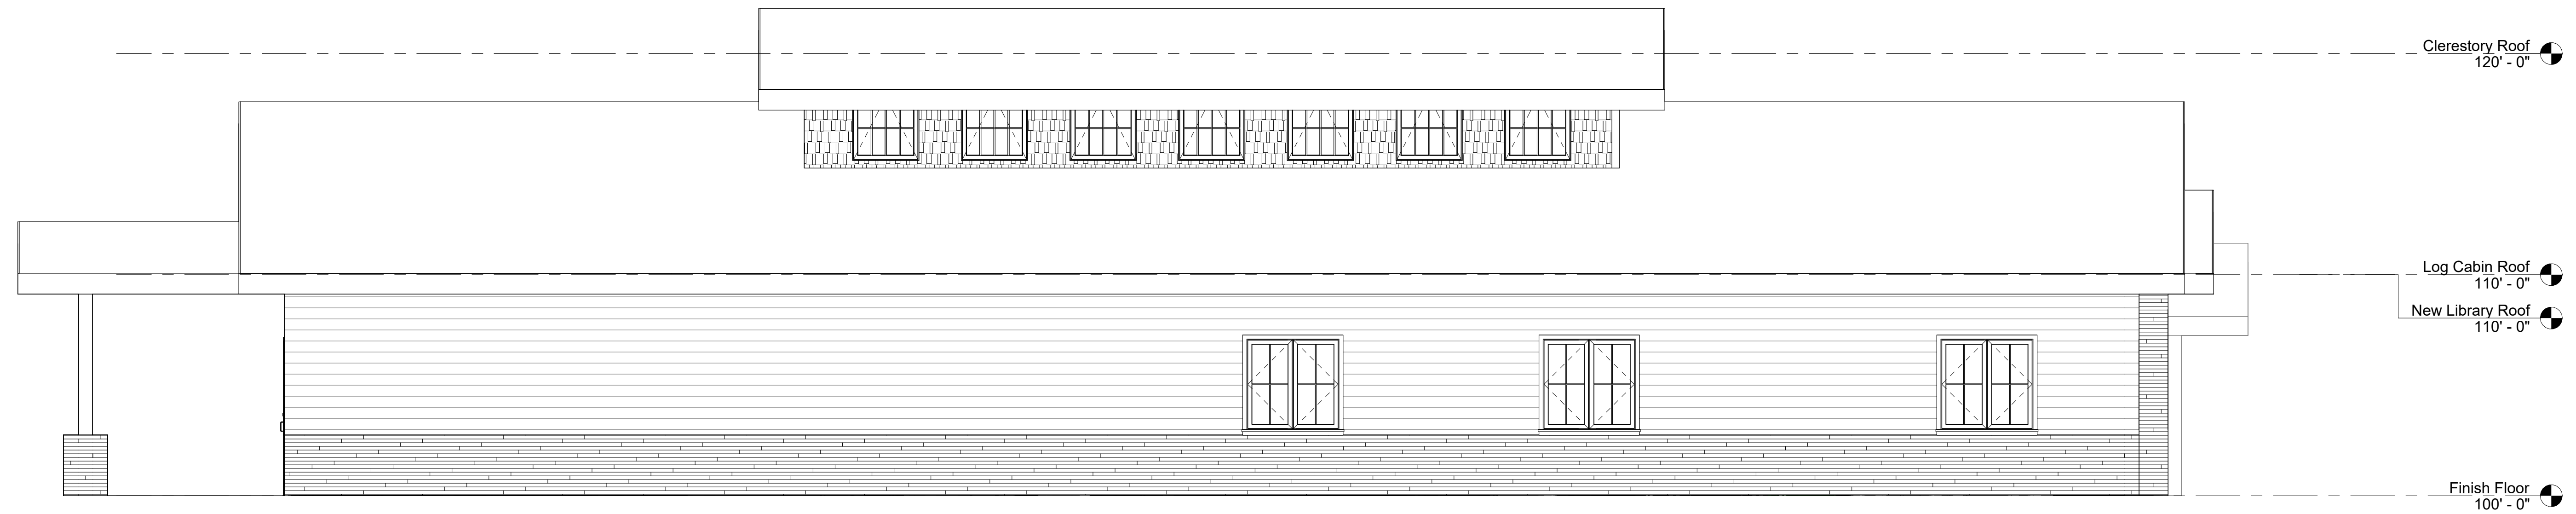 Clerestory Roof
120' - 0"
Log Cabin Roof
110' - 0"
New Library Roof
110' - 0"
Finish Floor
100' - 0"